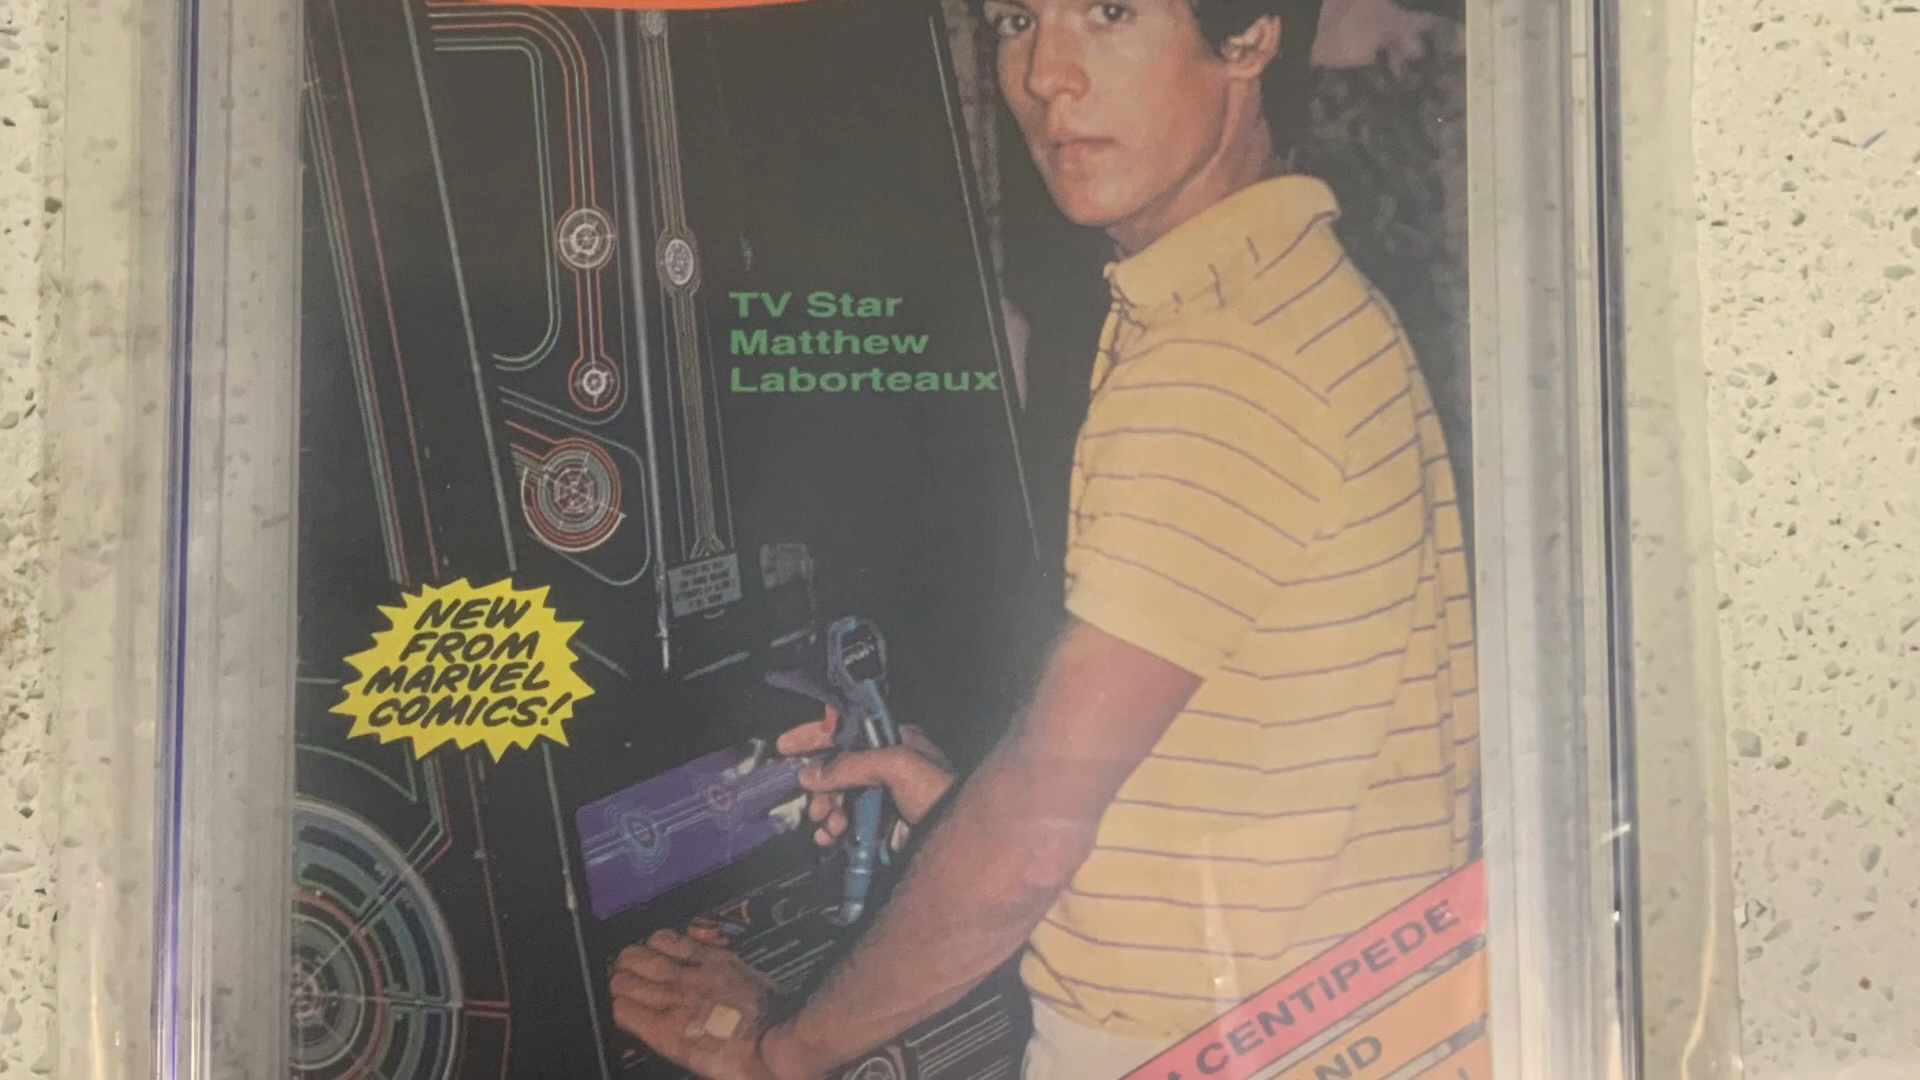 TV Star
Matthew
Laborteaux
NEW
FROM
MARVEL
COMICS!
CENTIPEDE
ND